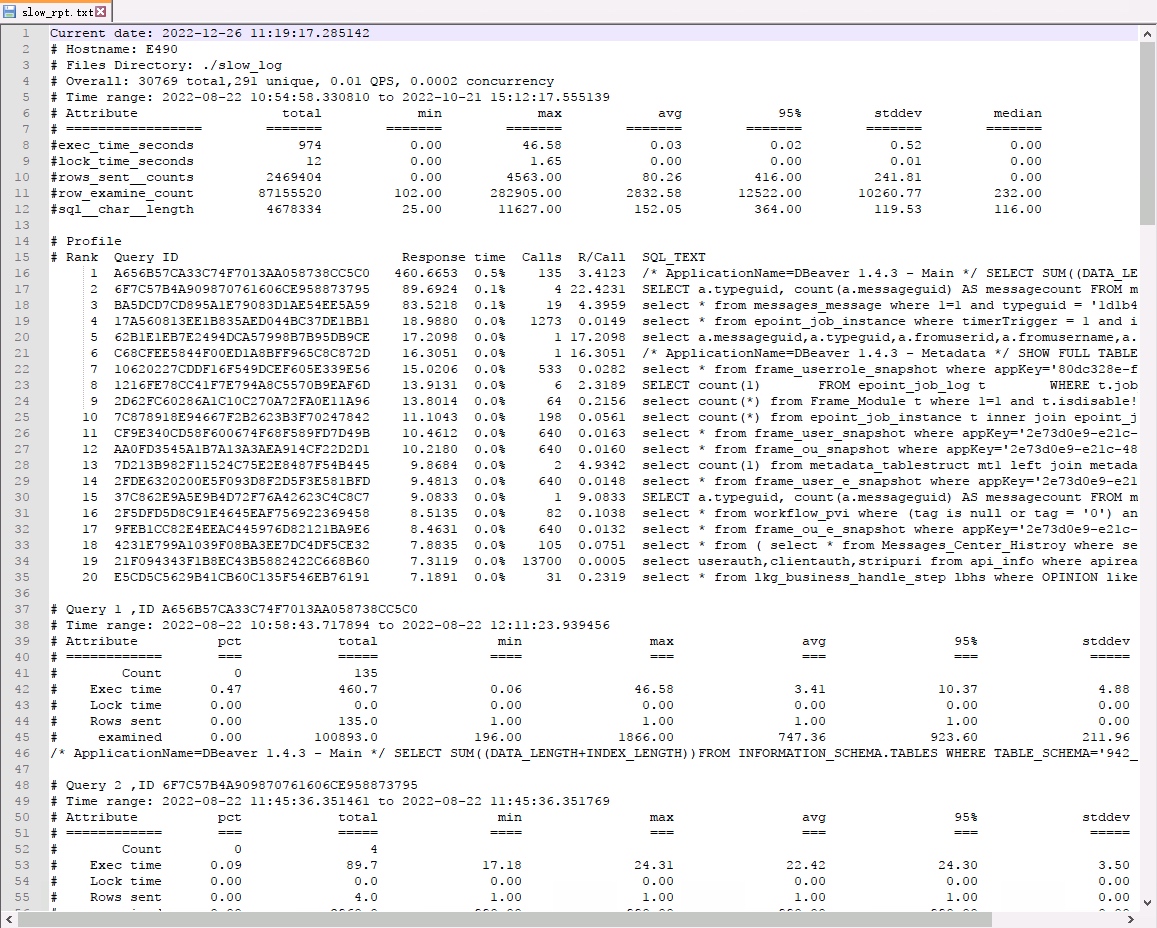 slow_rpt.txt
1 Current date: 2022-12-26 11:19:17.285142
2 # Hostname: E490
3 # Files Directory: ./slow_log
4 # Overall: 30769 total,291 unique, 0.01 QPS, 0.0002 concurrency
5 # Time range: 2022-08-22 10:54:58.330810 to 2022-10-21 15:12:17.555139
6 # Attribute total min max avg 95% stddev median
7 # ================= ======= ======= ======= ======= ======= ======= =======
8 #exec_time_seconds 974 0.00 46.58 0.03 0.02 0.52 0.00
9 #lock_time_seconds 12 0.00 1.65 0.00 0.00 0.01 0.00
10 #rows_sent__counts 2469404 0.00 4563.00 80.26 416.00 241.81 0.00
11 #row_examine_count 87155520 102.00 282905.00 2832.58 12522.00 10260.77 232.00
12 #sql__char__length 4678334 25.00 11627.00 152.05 364.00 119.53 116.00
13
14 # Profile
15 # Rank Query ID Response time Calls R/Call SQL_TEXT
16 1 A656B57CA33C74F7013AA058738CC5C0 460.6653 0.5% 135 3.4123 /* ApplicationName=DBeaver 1.4.3 - Main */ SELECT SUM((DATA_LE
17 2 6F7C57B4A909870761606CE958873795 89.6924 0.1% 4 22.4231 SELECT a.typeguid, count(a.messageguid) AS messagecount FROM m
18 3 BA5DCD7CD895A1E79083D1AE54EE5A59 83.5218 0.1% 19 4.3959 select * from messages_message where 1=1 and typeguid = '1d1b4
19 4 17A560813EE1B835AED044BC37DE1BB1 18.9880 0.0% 1273 0.0149 select * from epoint_job_instance where timerTrigger = 1 and i
20 5 62B1E1EB7E2494DCA57998B7B95DB9CE 17.2098 0.0% 1 17.2098 select a.messageguid,a.typeguid,a.fromuserid,a.fromusername,a.
21 6 C68CFEE5844F00ED1A8BFF965C8C872D 16.3051 0.0% 1 16.3051 /* ApplicationName=DBeaver 1.4.3 - Metadata */ SHOW FULL TABLE
22 7 10620227CDDF16F549DCEF605E339E56 15.0206 0.0% 533 0.0282 select * from frame_userrole_snapshot where appKey='80dc328e-f
23 8 1216FE78CC41F7E794A8C5570B9EAF6D 13.9131 0.0% 6 2.3189 SELECT count(1) FROM epoint_job_log t WHERE t.job
24 9 2D62FC60286A1C10C270A72FA0E11A96 13.8014 0.0% 64 0.2156 select count(*) from Frame_Module t where 1=1 and t.isdisable!
25 10 7C878918E94667F2B2623B3F70247842 11.1043 0.0% 198 0.0561 select count(*) from epoint_job_instance t inner join epoint_j
26 11 CF9E340CD58F600674F68F589FD7D49B 10.4612 0.0% 640 0.0163 select * from frame_user_snapshot where appKey='2e73d0e9-e21c-
27 12 AA0FD3545A1B7A13A3AEA914CF22D2D1 10.2180 0.0% 640 0.0160 select * from frame_ou_snapshot where appKey='2e73d0e9-e21c-48
28 13 7D213B982F11524C75E2E8487F54B445 9.8684 0.0% 2 4.9342 select count(1) from metadata_tablestruct mt1 left join metada
29 14 2FDE6320200E5F093D8F2D5F3E581BFD 9.4813 0.0% 640 0.0148 select * from frame_user_e_snapshot where appKey='2e73d0e9-e21
30 15 37C862E9A5E9B4D72F76A42623C4C8C7 9.0833 0.0% 1 9.0833 SELECT a.typeguid, count(a.messageguid) AS messagecount FROM m
31 16 2F5DFD5D8C91E4645EAF756922369458 8.5135 0.0% 82 0.1038 select * from workflow_pvi where (tag is null or tag = '0') an
32 17 9FEB1CC82E4EEAC445976D82121BA9E6 8.4631 0.0% 640 0.0132 select * from frame_ou_e_snapshot where appKey='2e73d0e9-e21c-
33 18 4231E799A1039F08BA3EE7DC4DF5CE32 7.8835 0.0% 105 0.0751 select * from ( select * from Messages_Center_Histroy where se
34 19 21F094343F1B8EC43B5882422C668B60 7.3119 0.0% 13700 0.0005 select userauth,clientauth,stripuri from api_info where apirea
35 20 E5CD5C5629B41CB60C135F546EB76191 7.1891 0.0% 31 0.2319 select * from lkg_business_handle_step lbhs where OPINION like
36
37 # Query 1 ,ID A656B57CA33C74F7013AA058738CC5C0
38 # Time range: 2022-08-22 10:58:43.717894 to 2022-08-22 12:11:23.939456
39 # Attribute pct total min max avg 95% stddev
40 # ============ === ===== ==== === === === =====
41 # Count 0 135
42 # Exec time 0.47 460.7 0.06 46.58 3.41 10.37 4.88
43 # Lock time 0.00 0.0 0.00 0.00 0.00 0.00 0.00
44 # Rows sent 0.00 135.0 1.00 1.00 1.00 1.00 0.00
45 # examined 0.00 100893.0 196.00 1866.00 747.36 923.60 211.96
46 /* ApplicationName=DBeaver 1.4.3 - Main */ SELECT SUM((DATA_LENGTH+INDEX_LENGTH))FROM INFORMATION_SCHEMA.TABLES WHERE TABLE_SCHEMA='942_
47
48 # Query 2 ,ID 6F7C57B4A909870761606CE958873795
49 # Time range: 2022-08-22 11:45:36.351461 to 2022-08-22 11:45:36.351769
50 # Attribute pct total min max avg 95% stddev
51 # ============ === ===== ==== === === === =====
52 # Count 0 4
53 # Exec time 0.09 89.7 17.18 24.31 22.42 24.30 3.50
54 # Lock time 0.00 0.0 0.00 0.00 0.00 0.00 0.00
55 # Rows sent 0.00 4.0 1.00 1.00 1.00 1.00 0.00